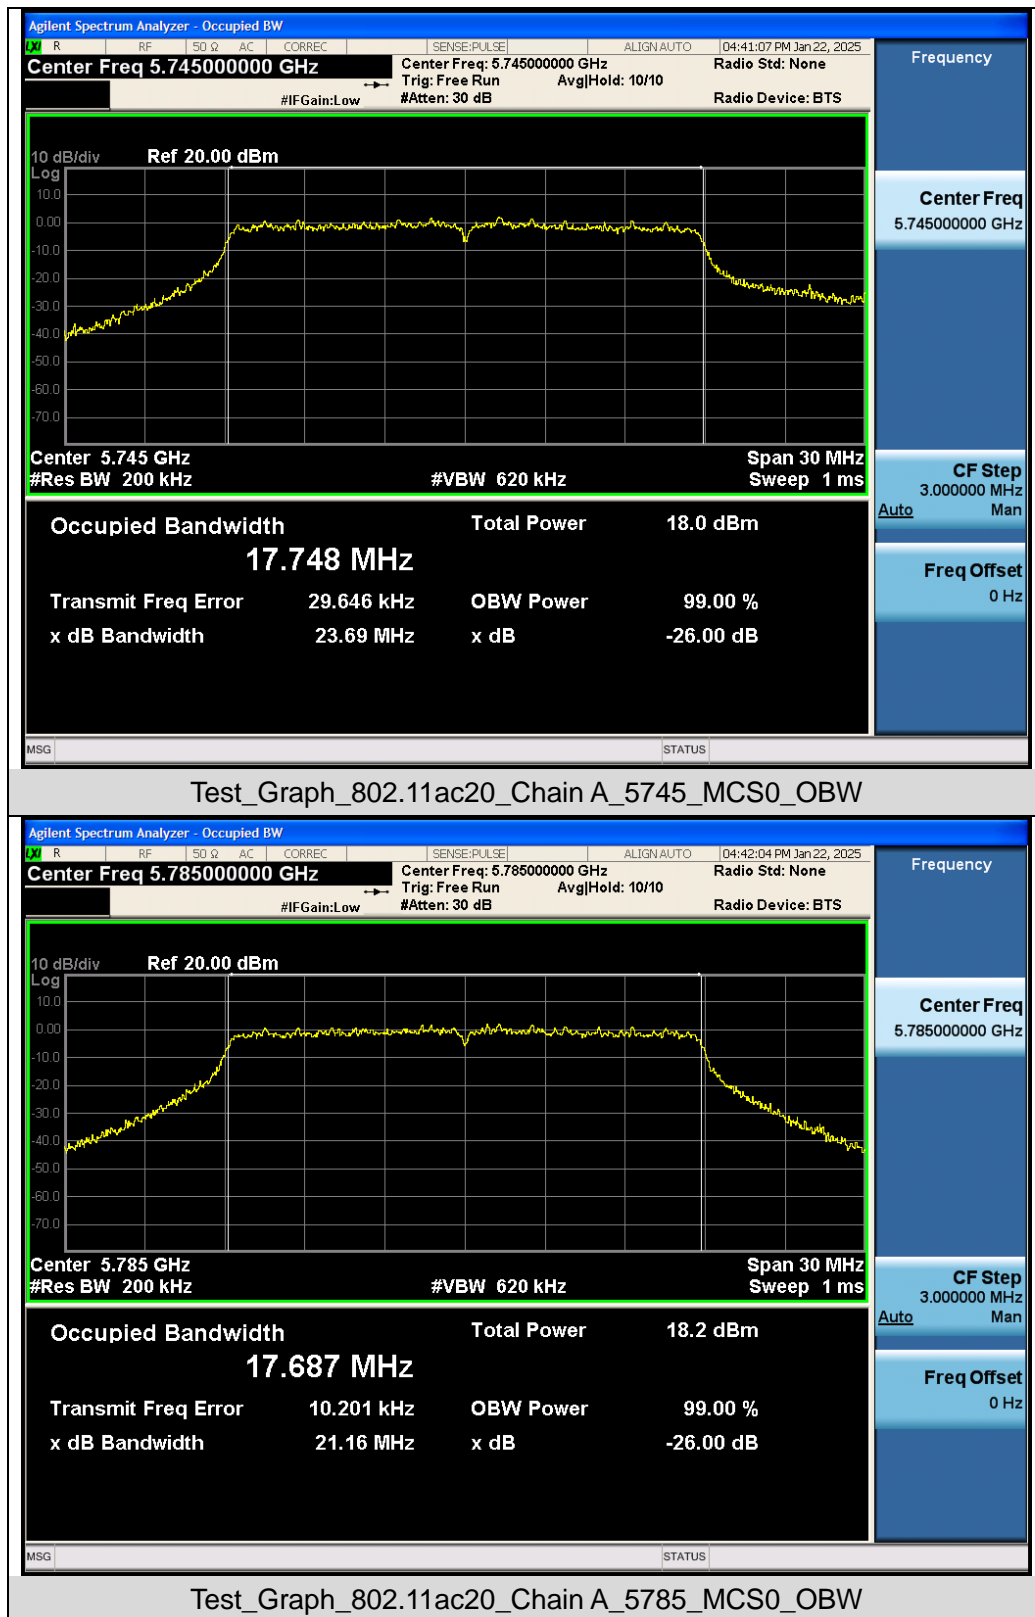 Agilent Spectrum Analyzer - Occupied BW
LXI R RF 50 Ω AC CORREC SENSE:PULSE ALIGN AUTO 04:41:07 PM Jan 22, 2025
Center Freq 5.745000000 GHz
Center Freq: 5.745000000 GHz Radio Std: None
Trig: Free Run Avg|Hold: 10/10
#IFGain:Low #Atten: 30 dB Radio Device: BTS
10 dB/div Ref 20.00 dBm
Log
10.0
0.00
-10.0
-20.0
-30.0
-40.0
-50.0
-60.0
-70.0
Center 5.745 GHz Span 30 MHz
#Res BW 200 kHz #VBW 620 kHz Sweep 1 ms
Occupied Bandwidth Total Power 18.0 dBm
17.748 MHz
Transmit Freq Error 29.646 kHz OBW Power 99.00 %
x dB Bandwidth 23.69 MHz x dB -26.00 dB
MSG STATUS
Frequency
Center Freq
5.745000000 GHz
CF Step
3.000000 MHz
Auto Man
Freq Offset
0 Hz
Test_Graph_802.11ac20_Chain A_5745_MCS0_OBW
Agilent Spectrum Analyzer - Occupied BW
LXI R RF 50 Ω AC CORREC SENSE:PULSE ALIGN AUTO 04:42:04 PM Jan 22, 2025
Center Freq 5.785000000 GHz
Center Freq: 5.785000000 GHz Radio Std: None
Trig: Free Run Avg|Hold: 10/10
#IFGain:Low #Atten: 30 dB Radio Device: BTS
10 dB/div Ref 20.00 dBm
Log
10.0
0.00
-10.0
-20.0
-30.0
-40.0
-50.0
-60.0
-70.0
Center 5.785 GHz Span 30 MHz
#Res BW 200 kHz #VBW 620 kHz Sweep 1 ms
Occupied Bandwidth Total Power 18.2 dBm
17.687 MHz
Transmit Freq Error 10.201 kHz OBW Power 99.00 %
x dB Bandwidth 21.16 MHz x dB -26.00 dB
MSG STATUS
Frequency
Center Freq
5.785000000 GHz
CF Step
3.000000 MHz
Auto Man
Freq Offset
0 Hz
Test_Graph_802.11ac20_Chain A_5785_MCS0_OBW